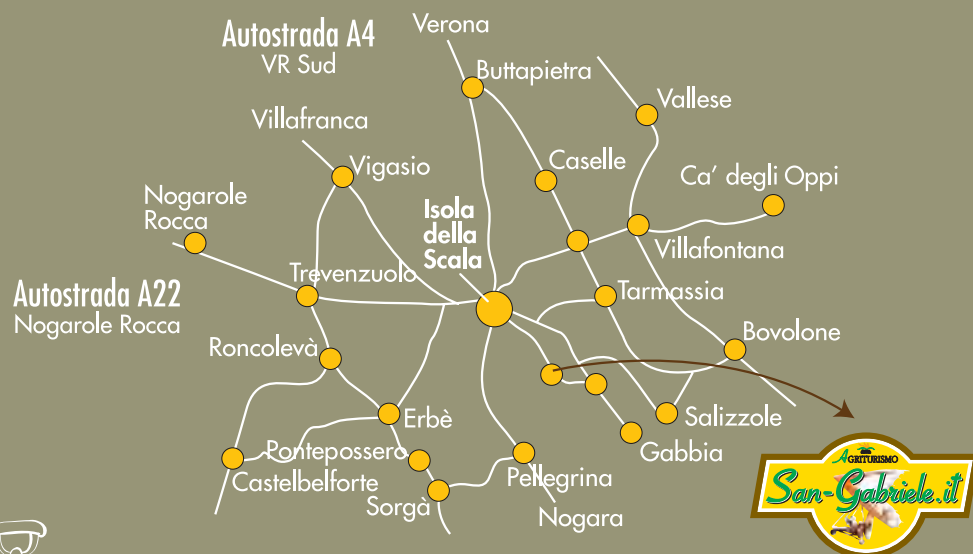 Autostrada A4
VR Sud
Verona
Buttapietra
Vallese
Villafranca
Vigasio
Caselle
Ca' degli Oppi
Nogarole
Rocca
Isola
della
Scala
Villafontana
Trevenzuolo
Tarmassia
Autostrada A22
Nogarole Rocca
Roncolevà
Bovolone
Erbè
Salizzole
Gabbia
Pontepossero
Castelbelforte
Pellegrina
Sorgà
Nogara
AGRITURISMO
San-Gabriele.it